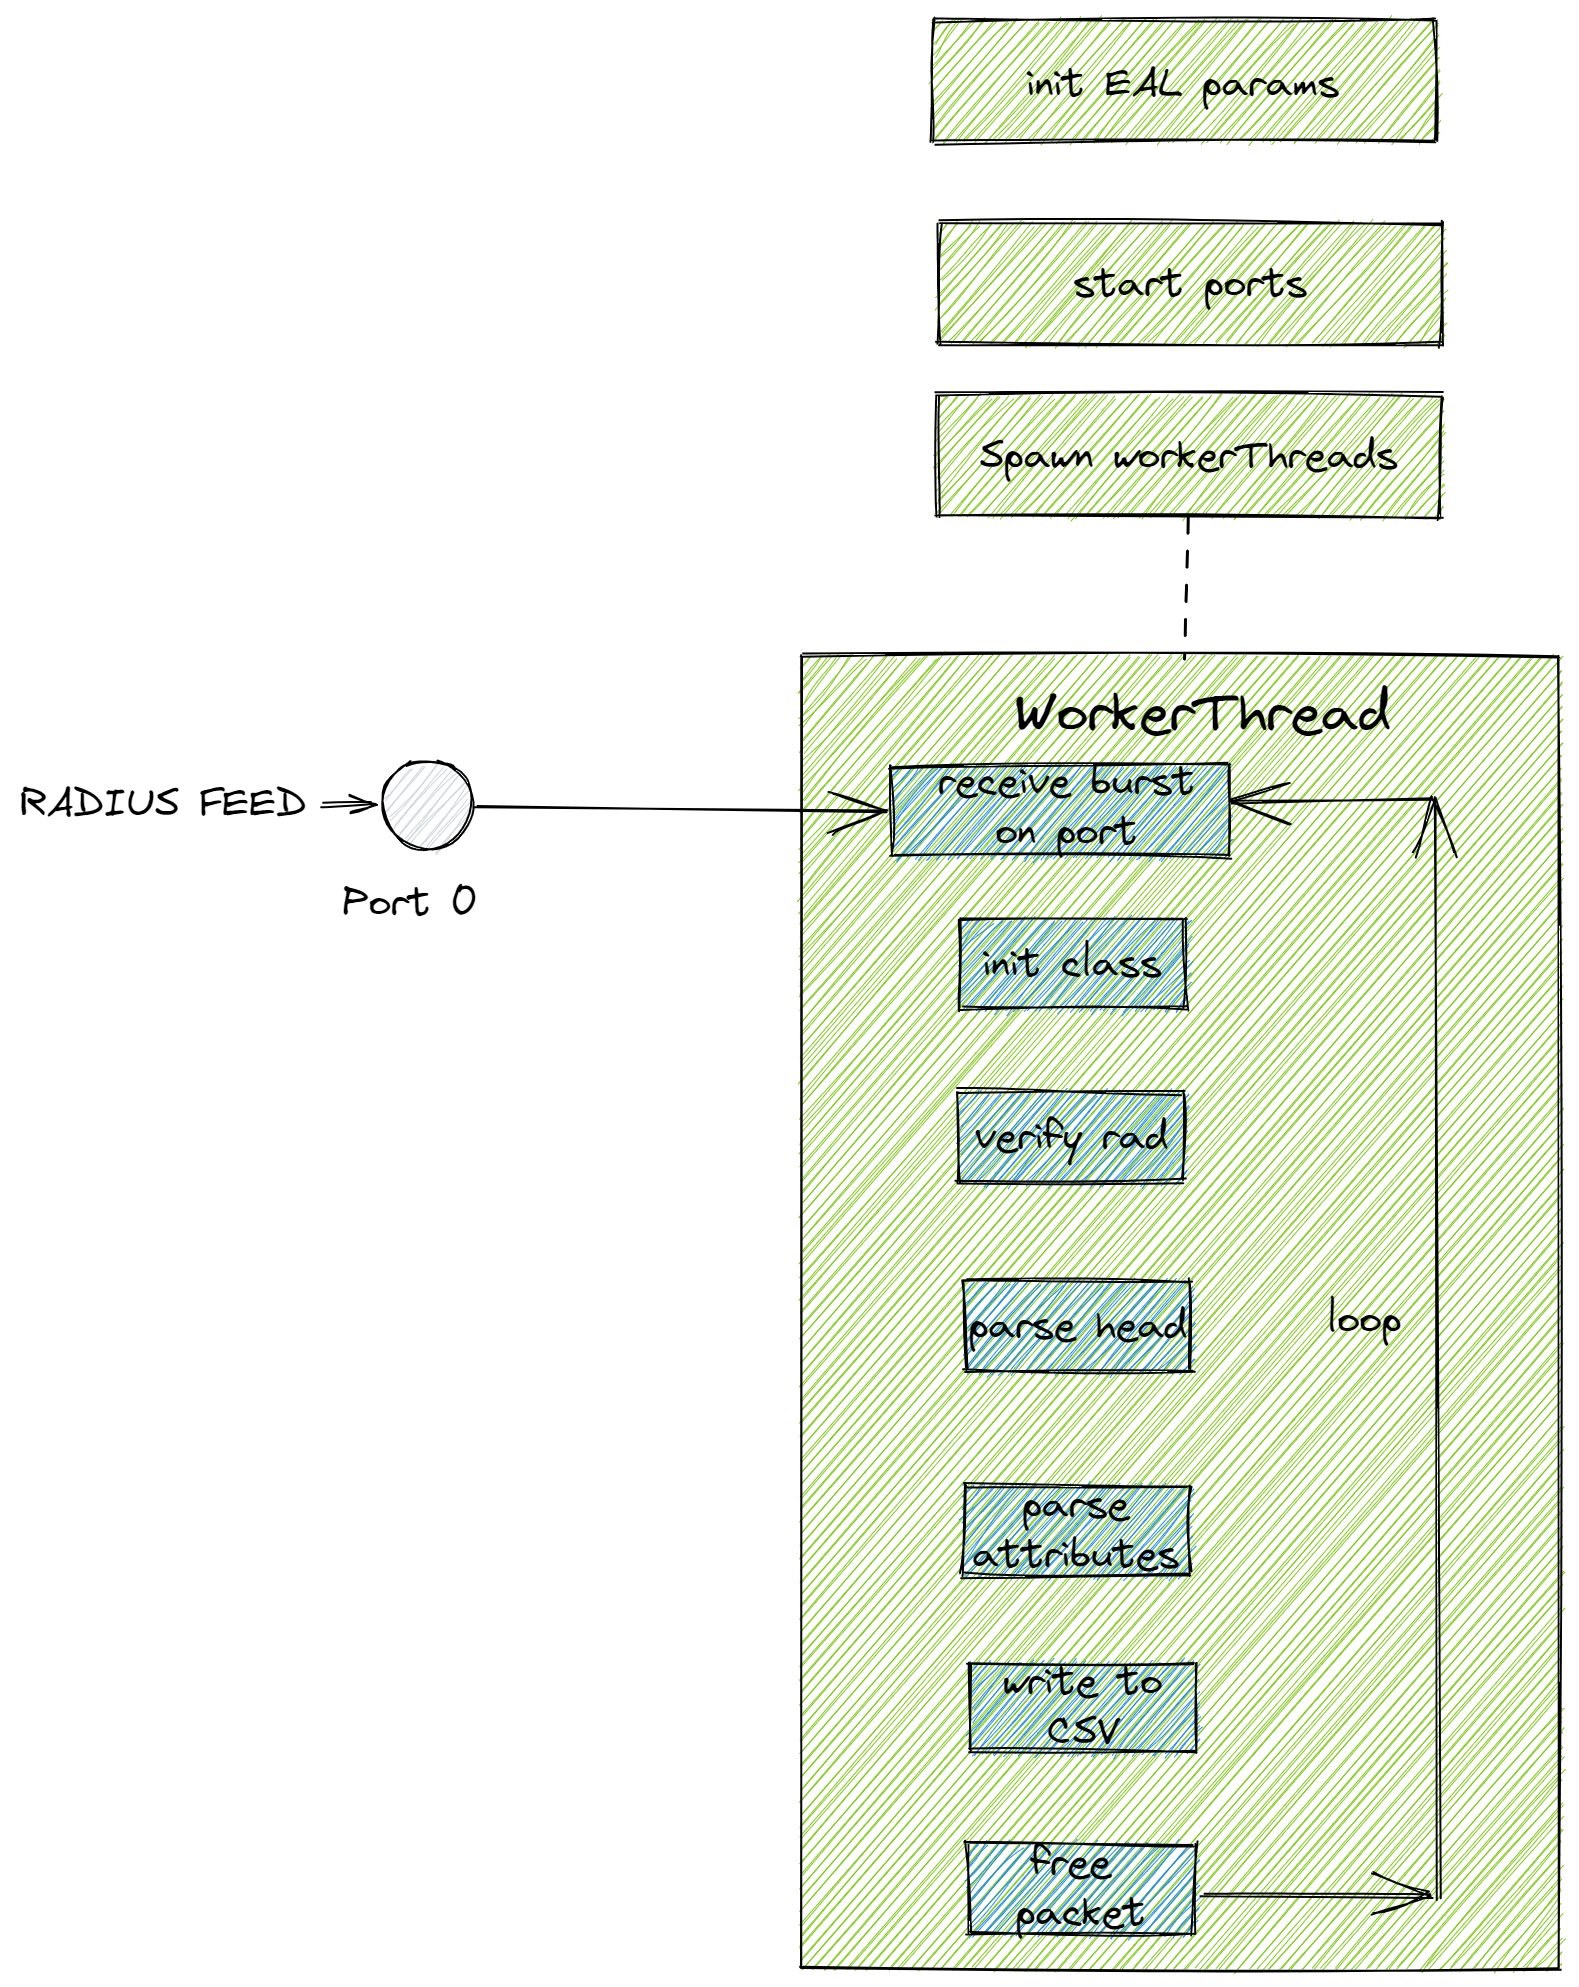 init EAL params
start ports
Spawn workerThreads
WorkerThread
receive burst
on port
RADIUS FEED
Port 0
init class
verify rad
parse head
loop
parse
attributes
write to
CSV
free
packet